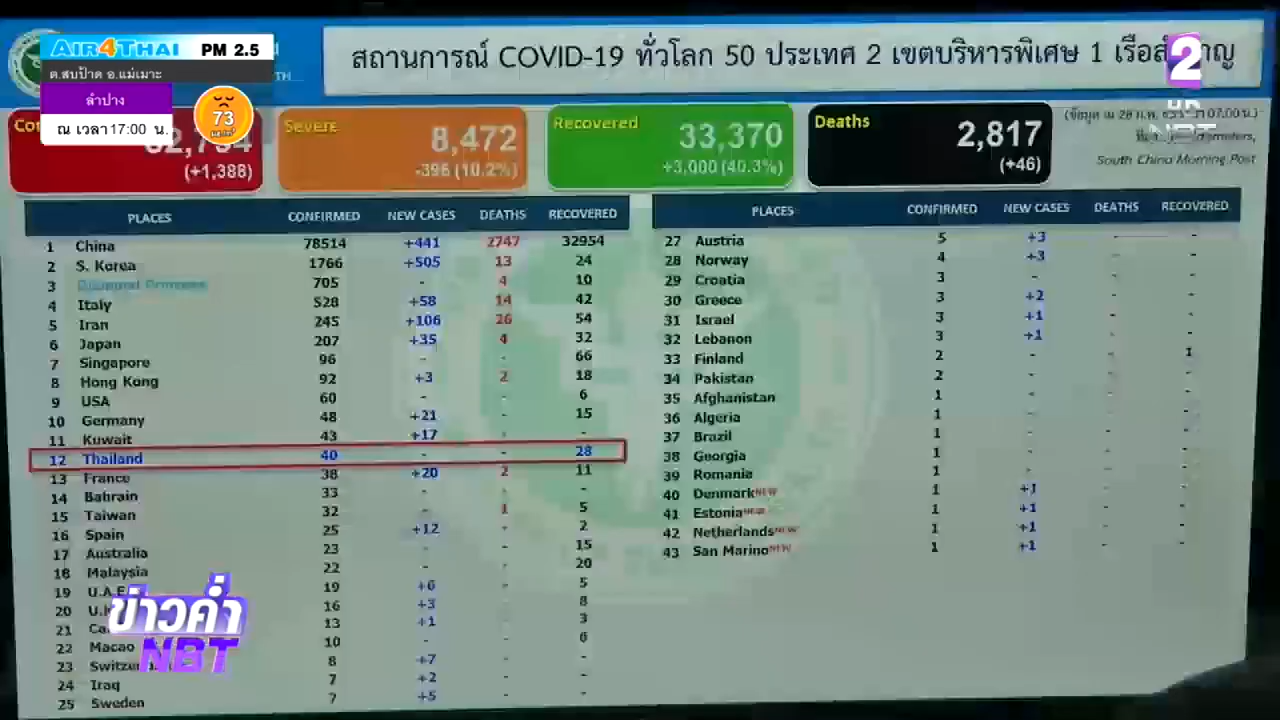 AIR4THAI PM 2.5
ต.สบป้าด อ.แม่เมาะ
ลำปาง
73
ณ เวลา 17:00 น.
สถานการณ์ COVID-19 ทั่วโลก 50 ประเทศ 2 เขตบริหารพิเศษ 1 เรือสำราญ
2
NBT
(+1,388)
Severe 8,472
-396 (10.2%)
Recovered 33,370
+3,000 (40.3%)
Deaths 2,817
(+46)
South China Morning Post
PLACES CONFIRMED NEW CASES DEATHS RECOVERED
1 China 78514 +441 2747 32954
2 S. Korea 1766 +505 13 24
3 Diamond Princess 705 - 4 10
4 Italy 528 +58 14 42
5 Iran 245 +106 26 54
6 Japan 207 +35 4 32
7 Singapore 96 - - 66
8 Hong Kong 92 +3 2 18
9 USA 60 - - 6
10 Germany 48 +21 - 15
11 Kuwait 43 +17 - -
12 Thailand 40 - - 28
13 France 38 +20 2 11
14 Bahrain 33 - - -
15 Taiwan 32 - 1 5
16 Spain 25 +12 - 2
17 Australia 23 - - 15
18 Malaysia 22 - - 20
19 U.A.E 19 +6 - 5
20 16 +3 - 8
21 13 +1 - 3
22 Macao 10 - - 6
23 8 +7 - -
24 Iraq 7 +2 - -
25 Sweden 7 +5 - -
PLACES CONFIRMED NEW CASES DEATHS RECOVERED
27 Austria 5 +3 - -
28 Norway 4 +3 - -
29 Croatia 3 - - -
30 Greece 3 +2 - -
31 Israel 3 +1 - -
32 Lebanon 3 +1 - -
33 Finland 2 - - 1
34 Pakistan 2 - - -
35 Afghanistan 1 - - -
36 Algeria 1 - - -
37 Brazil 1 - - -
38 Georgia 1 - - -
39 Romania 1 - - -
40 Denmark NEW 1 +1 - -
41 Estonia NEW 1 +1 - -
42 Netherlands NEW 1 +1 - -
43 San Marino NEW 1 +1 - -
ข่าวค่ำ
NBT